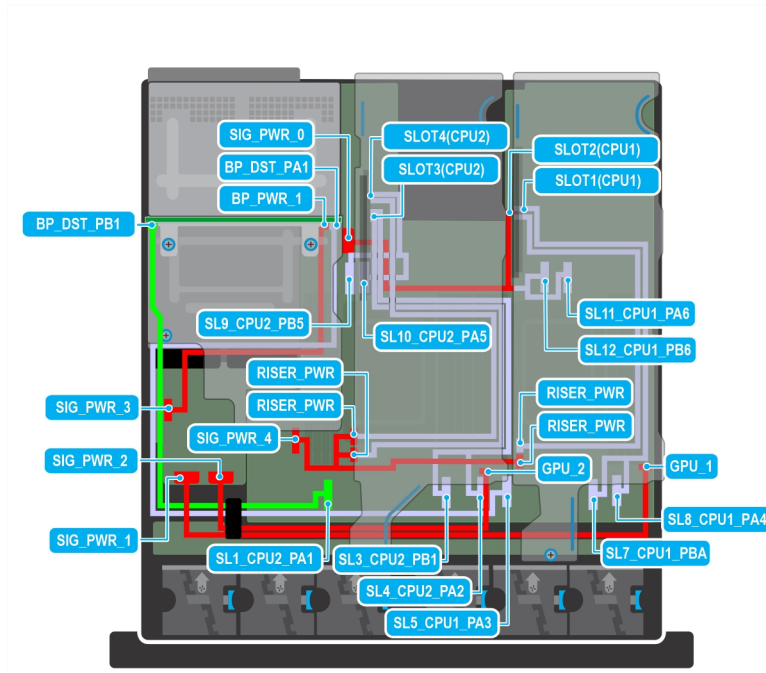 SIG_PWR_0
SLOT4(CPU2)
SLOT2(CPU1)
BP_DST_PA1
SLOT3(CPU2)
SLOT1(CPU1)
BP_PWR_1
BP_DST_PB1
SL9_CPU2_PB5
SL11_CPU1_PA6
SL10_CPU2_PA5
SL12_CPU1_PB6
RISER_PWR
RISER_PWR
RISER_PWR
RISER_PWR
SIG_PWR_3
SIG_PWR_4
SIG_PWR_2
GPU_2
GPU_1
SIG_PWR_1
SL8_CPU1_PA4
SL1_CPU2_PA1
SL3_CPU2_PB1
SL7_CPU1_PBA
SL4_CPU2_PA2
SL5_CPU1_PA3